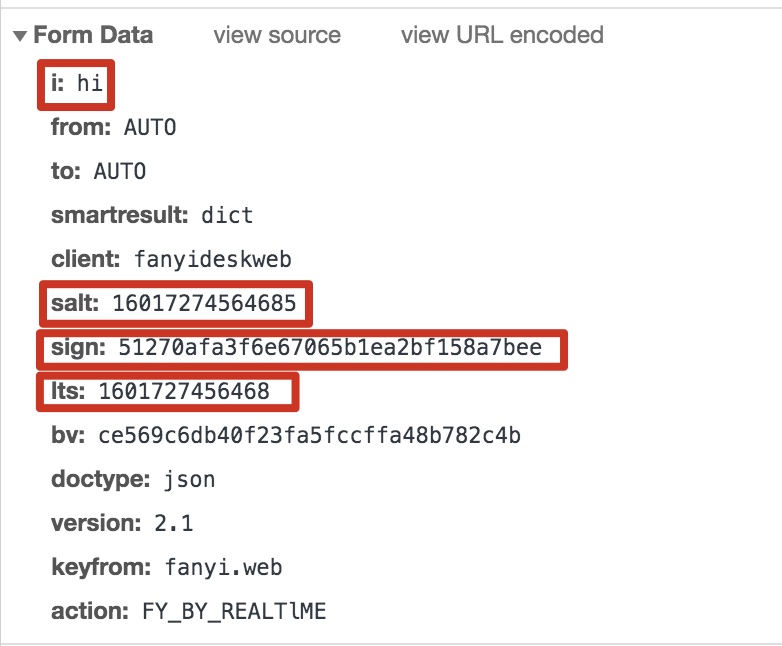 Form Data view source view URL encoded
i: hi
from: AUTO
to: AUTO
smartresult: dict
client: fanyideskweb
salt: 16017274564685
sign: 51270afa3f6e67065b1ea2bf158a7bee
lts: 1601727456468
bv: ce569c6db40f23fa5fccffa48b782c4b
doctype: json
version: 2.1
keyfrom: fanyi.web
action: FY_BY_REALTlME